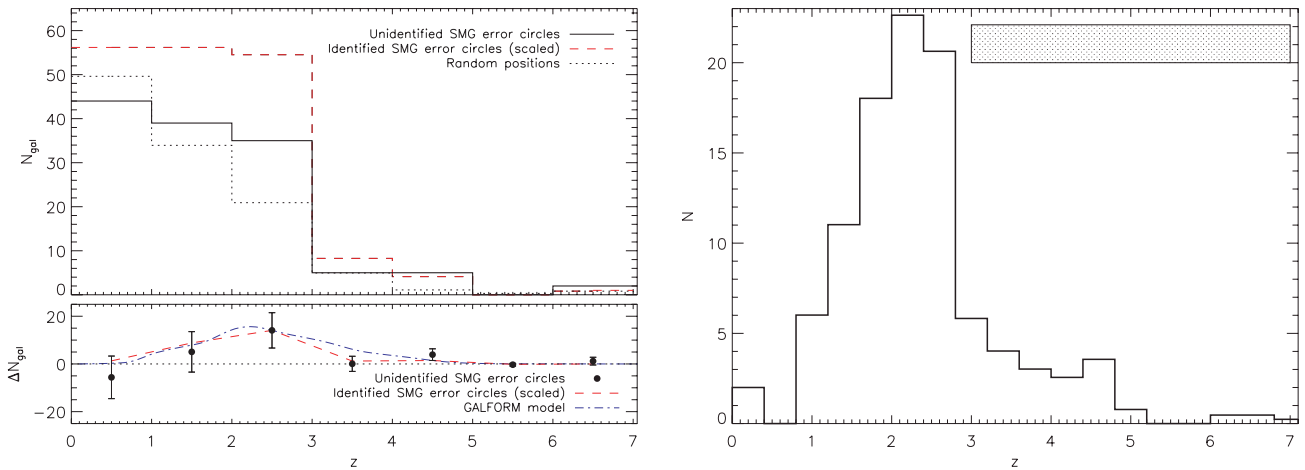 60
50
40
30
20
10
0
N_gal
Unidentified SMG error circles
Identified SMG error circles (scaled)
Random positions
20
0
−20
ΔN_gal
Unidentified SMG error circles
Identified SMG error circles (scaled)
GALFORM model
0 1 2 3 4 5 6 7
z
20
15
10
5
0
N
0 1 2 3 4 5 6 7
z